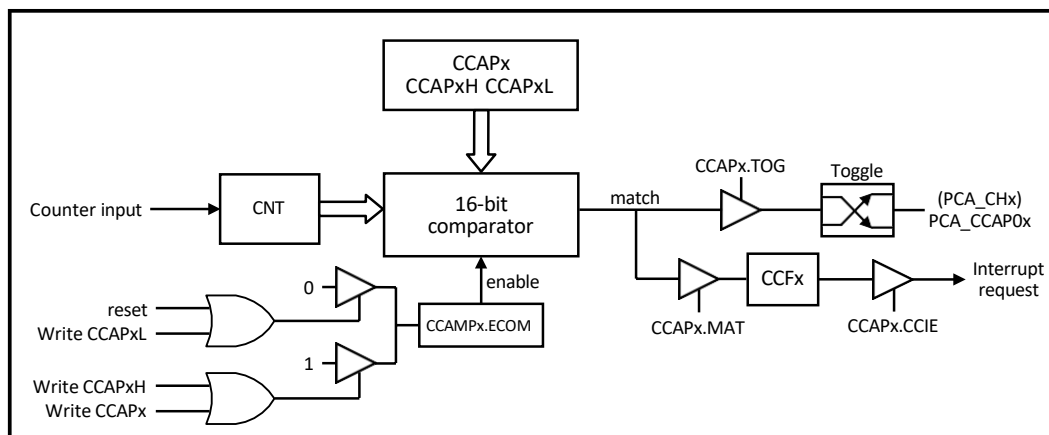 CCAPx
CCAPxH CCAPxL
CCAPx.TOG
Toggle
Counter input
CNT
16-bit
comparator
match
(PCA_CHx)
PCA_CCAP0x
0
enable
CCFx
Interrupt
request
reset
Write CCAPxL
CCAMPx.ECOM
CCAPx.MAT
CCAPx.CCIE
1
Write CCAPxH
Write CCAPx